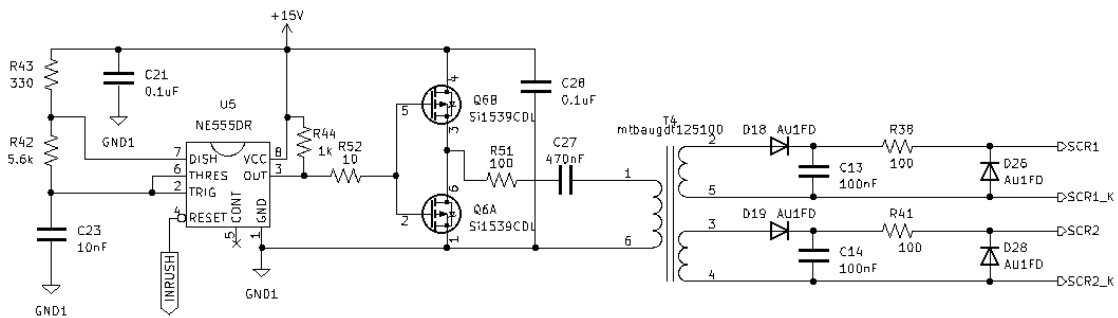 +15V
R43
330
C21
0.1uF
GND1
R42
5.6k
C23
10nF
GND1
U5
NE555DR
7
DISH
VCC
8
6
THRES
OUT
3
2
TRIG
4
RESET
CONT
GND
5
1
INRUSH
GND1
R44
1k
R52
10
4
5
Q6B
Si1539CDL
3
6
2
Q6A
Si1539CDL
1
R51
100
C28
0.1uF
C27
470nF
T4
mtbaugdt125100
1
6
2
5
3
4
D18
AU1FD
R38
100
C13
100nF
D26
Au1FD
SCR1
SCR1_K
D19
AU1FD
R41
100
C14
100nF
D28
AU1FD
SCR2
SCR2_K